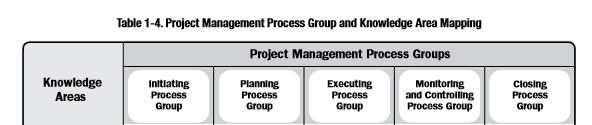 Table 1-4. Project Management Process Group and Knowledge Area Mapping
Project Management Process Groups
Knowledge
Areas
Initiating
Process
Group
Planning
Process
Group
Executing
Process
Group
Monitoring
and Controlling
Process Group
Closing
Process
Group